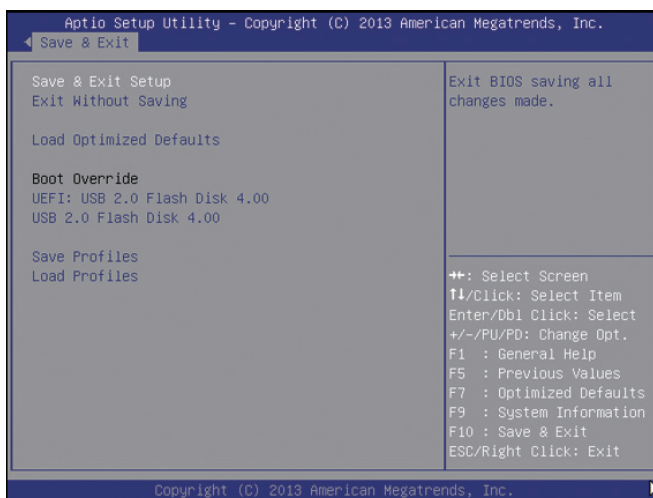 Aptio Setup Utility – Copyright (C) 2013 American Megatrends, Inc.
Save & Exit
Save & Exit Setup
Exit Without Saving
Load Optimized Defaults
Boot Override
UEFI: USB 2.0 Flash Disk 4.00
USB 2.0 Flash Disk 4.00
Save Profiles
Load Profiles
Exit BIOS saving all
changes made.
→←: Select Screen
↑↓/Click: Select Item
Enter/Dbl Click: Select
+/-/PU/PD: Change Opt.
F1 : General Help
F5 : Previous Values
F7 : Optimized Defaults
F9 : System Information
F10 : Save & Exit
ESC/Right Click: Exit
Copyright (C) 2013 American Megatrends, Inc.